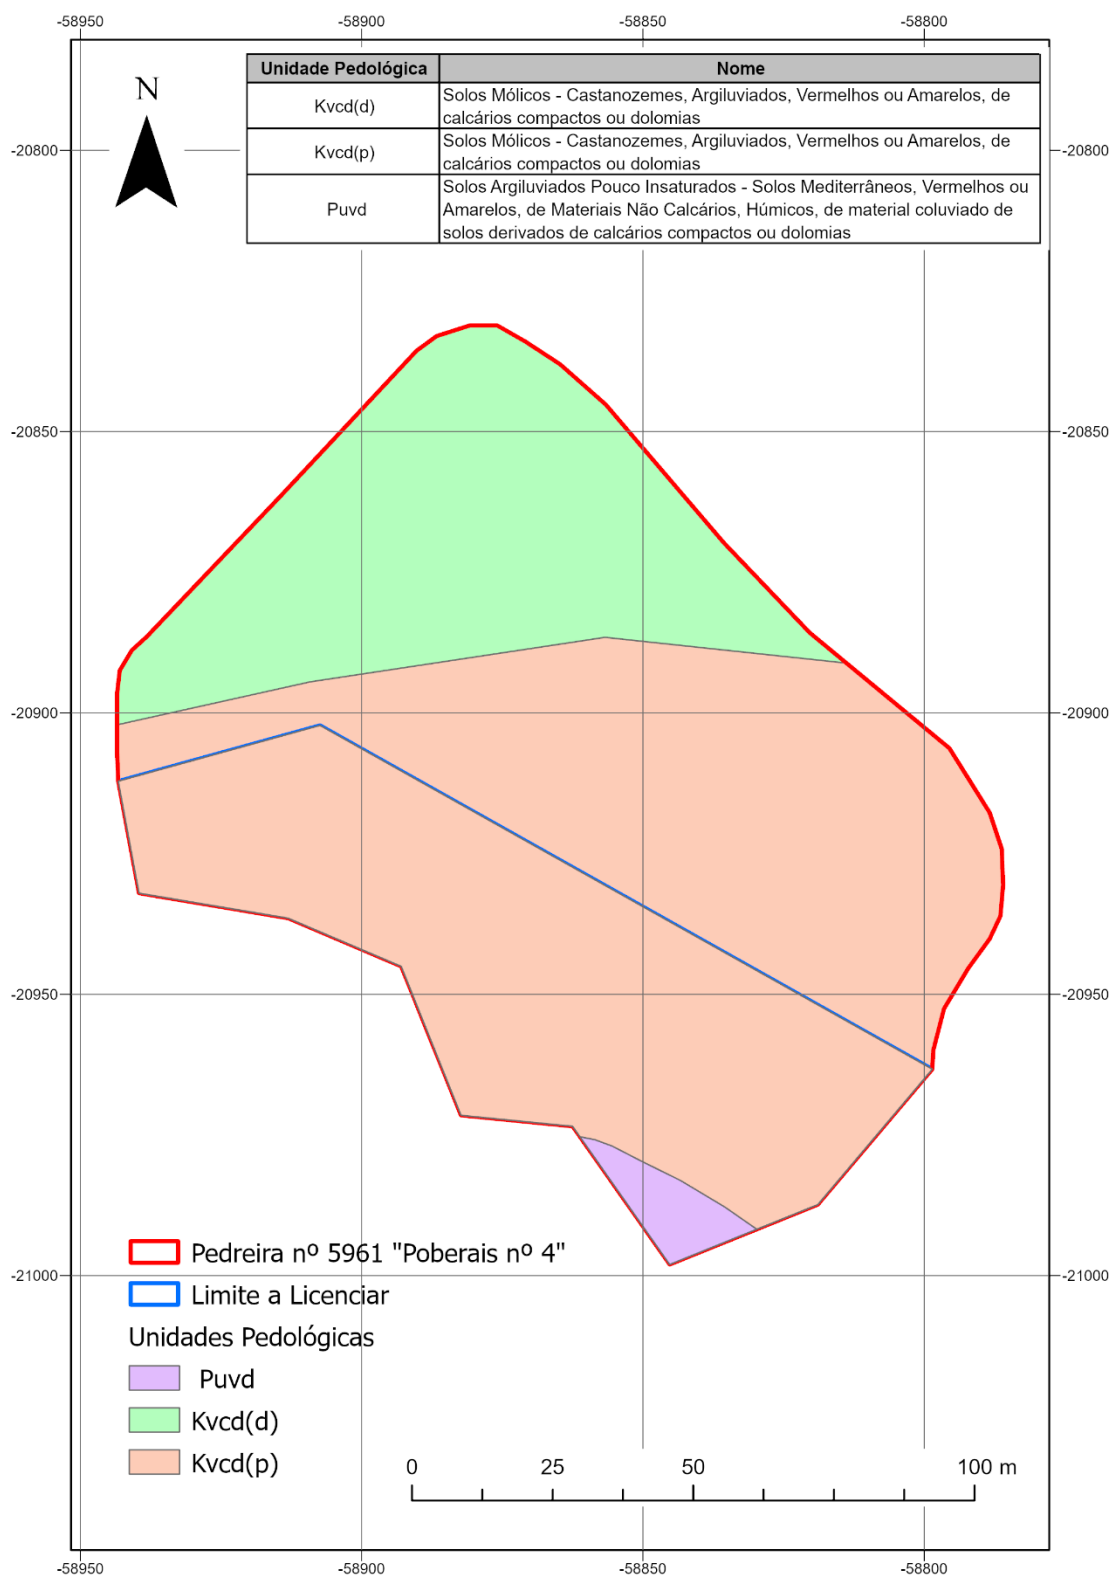 -58950 -58900 -58850 -58800
N
Unidade Pedológica Nome
Kvcd(d) Solos Mólicos - Castanozemes, Argiluviados, Vermelhos ou Amarelos, de
calcários compactos ou dolomias
Kvcd(p) Solos Mólicos - Castanozemes, Argiluviados, Vermelhos ou Amarelos, de
calcários compactos ou dolomias
Puvd Solos Argiluviados Pouco Insaturados - Solos Mediterrâneos, Vermelhos ou
Amarelos, de Materiais Não Calcários, Húmicos, de material coluviado de
solos derivados de calcários compactos ou dolomias
-20800 -20800
-20850 -20850
-20900 -20900
-20950 -20950
-21000 -21000
Pedreira nº 5961 "Poberais nº 4"
Limite a Licenciar
Unidades Pedológicas
Puvd
Kvcd(d)
Kvcd(p)
0 25 50 100 m
-58950 -58900 -58850 -58800